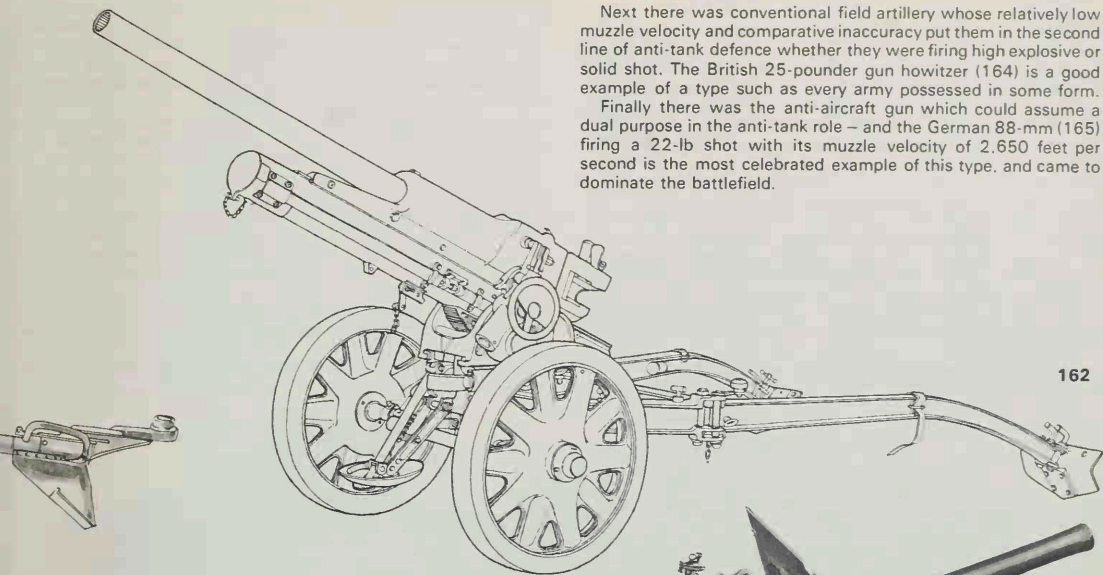 Next there was conventional field artillery whose relatively low
muzzle velocity and comparative inaccuracy put them in the second
line of anti-tank defence whether they were firing high explosive or
solid shot. The British 25-pounder gun howitzer (164) is a good
example of a type such as every army possessed in some form.
Finally there was the anti-aircraft gun which could assume a
dual purpose in the anti-tank role – and the German 88-mm (165)
firing a 22-lb shot with its muzzle velocity of 2.650 feet per
second is the most celebrated example of this type. and came to
dominate the battlefield.
162